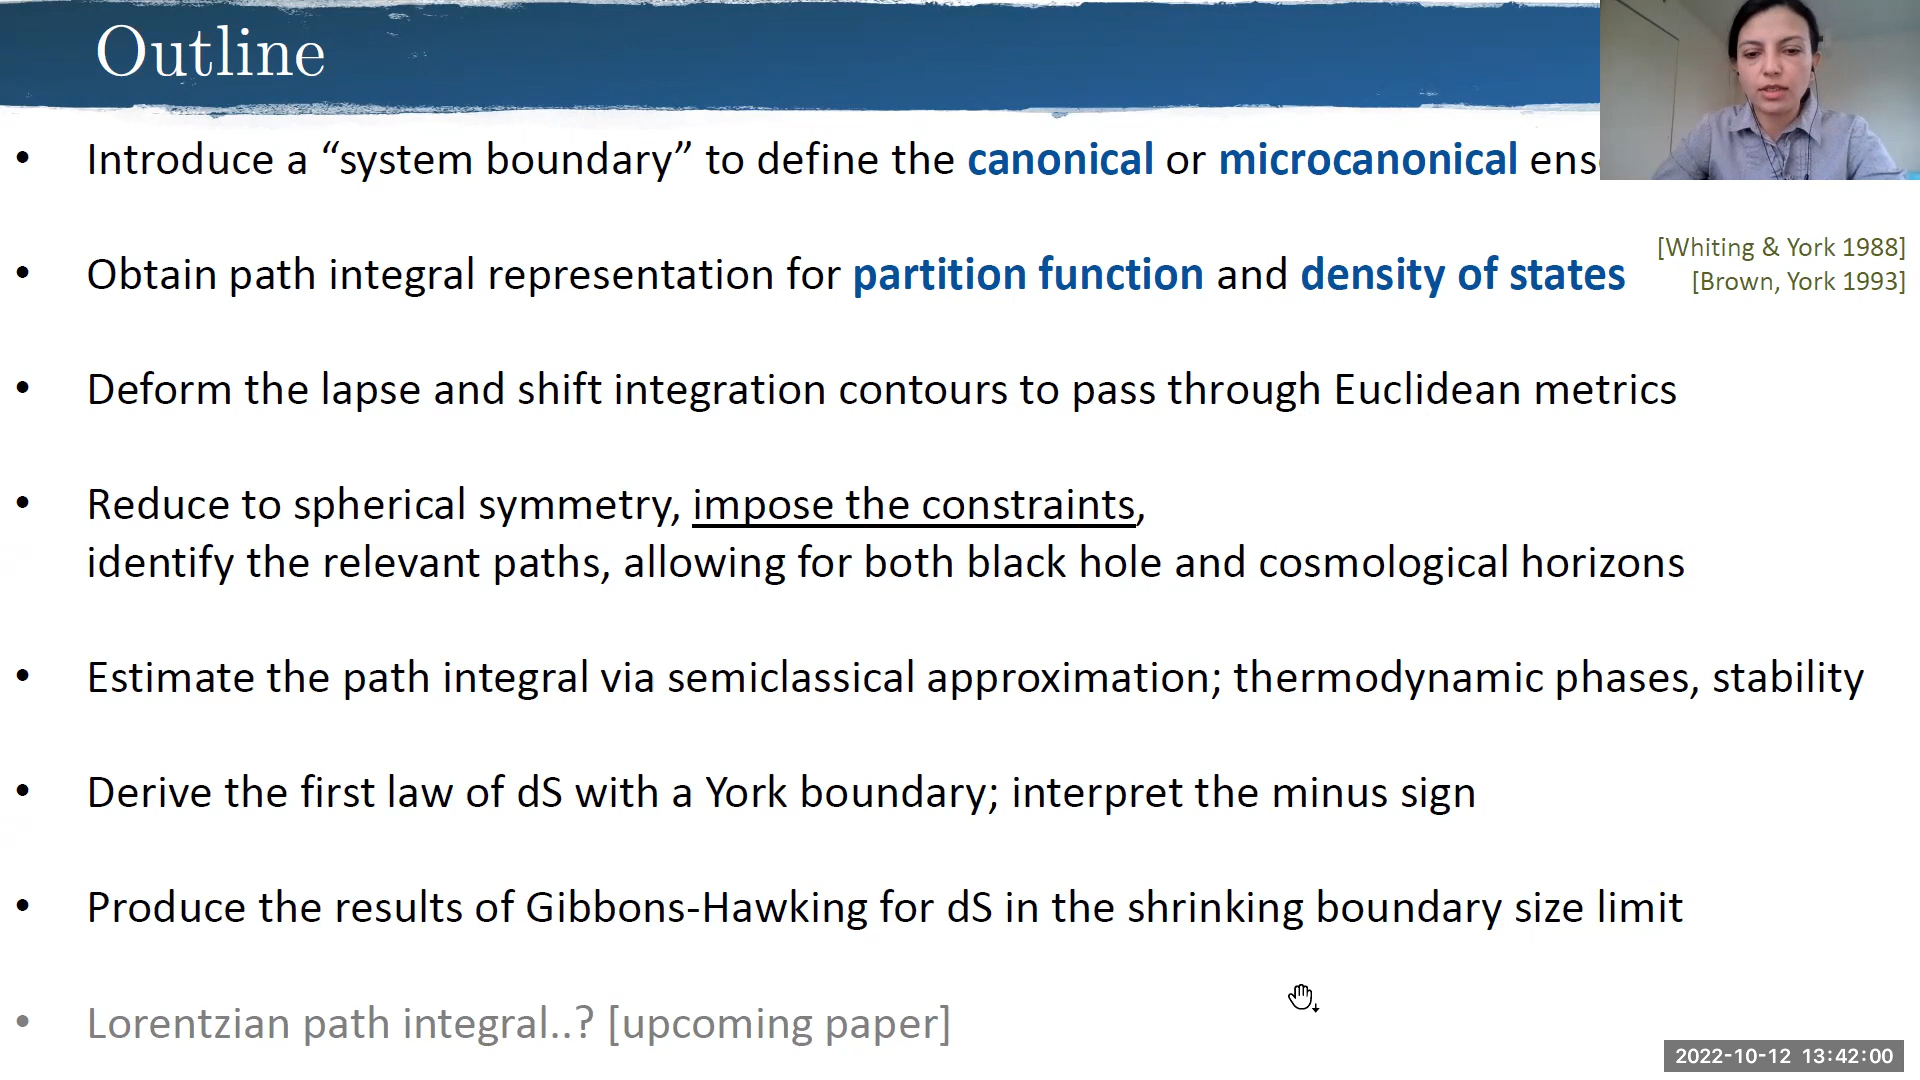 Outline
• Introduce a “system boundary” to define the canonical or microcanonical ens
• Obtain path integral representation for partition function and density of states
[Whiting & York 1988]
[Brown, York 1993]
• Deform the lapse and shift integration contours to pass through Euclidean metrics
• Reduce to spherical symmetry, impose the constraints,
identify the relevant paths, allowing for both black hole and cosmological horizons
• Estimate the path integral via semiclassical approximation; thermodynamic phases, stability
• Derive the first law of dS with a York boundary; interpret the minus sign
• Produce the results of Gibbons-Hawking for dS in the shrinking boundary size limit
• Lorentzian path integral..? [upcoming paper]
2022-10-12 13:42:00